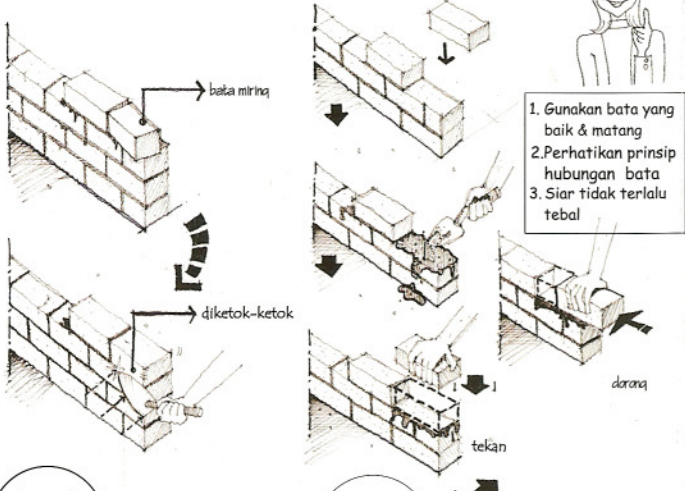 bata miring
1. Gunakan bata yang
baik & matang
2.Perhatikan prinsip
hubungan bata
3. Siar tidak terlalu
tebal
diketok-ketok
dorong
tekan